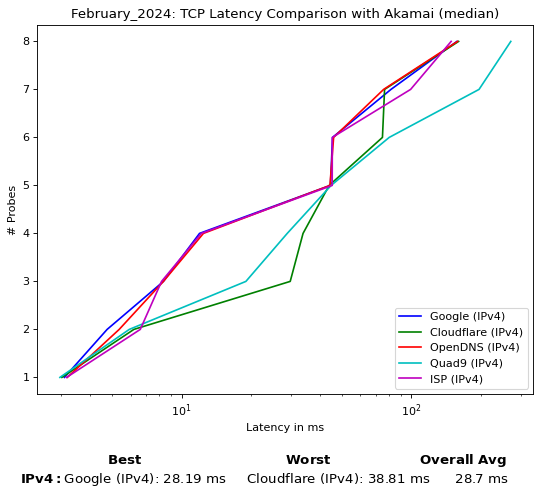 February_2024: TCP Latency Comparison with Akamai (median)
8
7
6
5
4
3
2
1
# Probes
10¹
10²
Latency in ms
Google (IPv4)
Cloudflare (IPv4)
OpenDNS (IPv4)
Quad9 (IPv4)
ISP (IPv4)
Best Worst Overall Avg
IPv4: Google (IPv4): 28.19 ms Cloudflare (IPv4): 38.81 ms 28.7 ms